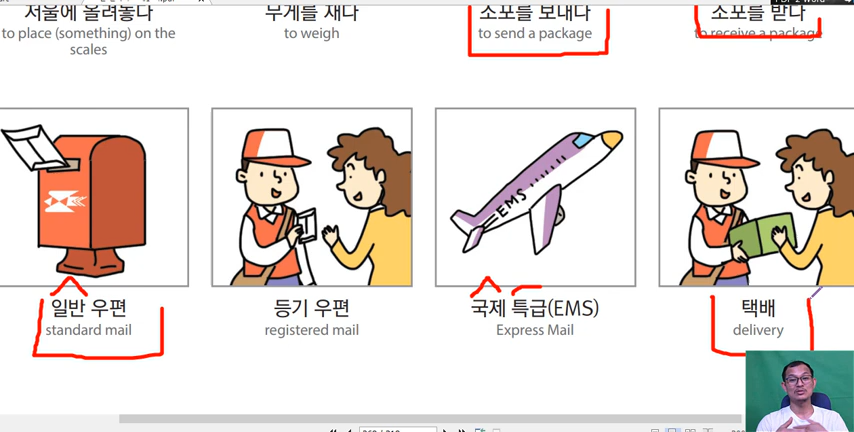 저울에 올려놓다
to place (something) on the
scales
무게를 재다
to weigh
소포를 보내다
to send a package
소포를 받다
to receive a package
EMS
일반 우편
standard mail
등기 우편
registered mail
국제 특급(EMS)
Express Mail
택배
delivery